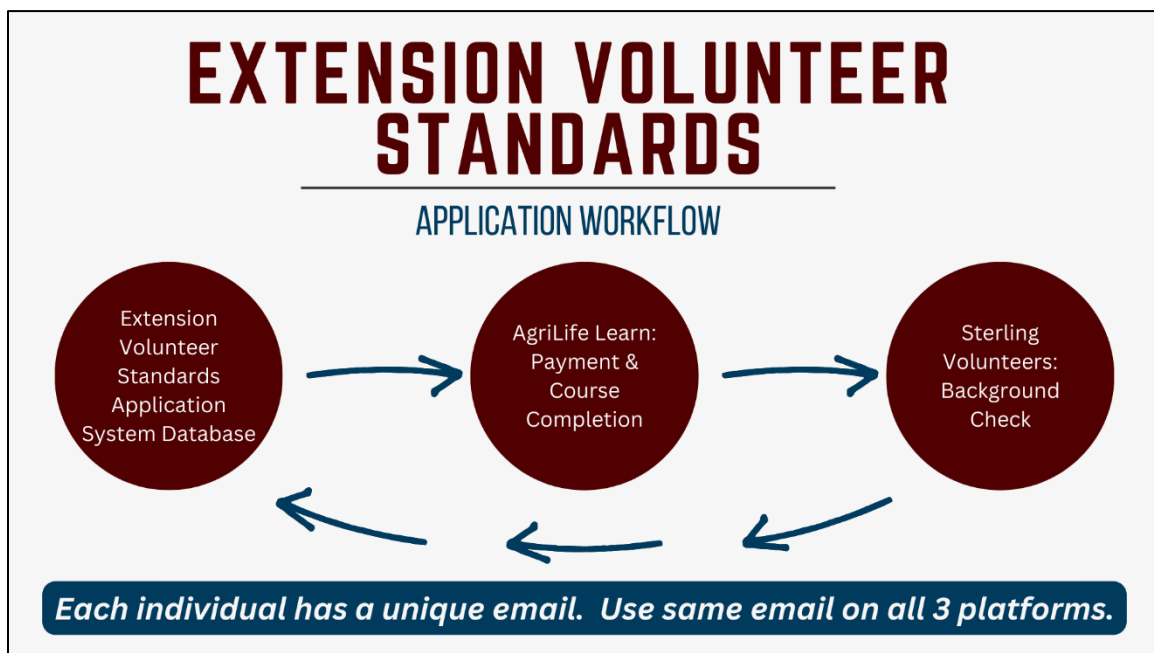 EXTENSION VOLUNTEER
STANDARDS
APPLICATION WORKFLOW
Extension
Volunteer
Standards
Application
System Database
AgriLife Learn:
Payment &
Course
Completion
Sterling
Volunteers:
Background
Check
Each individual has a unique email.  Use same email on all 3 platforms.